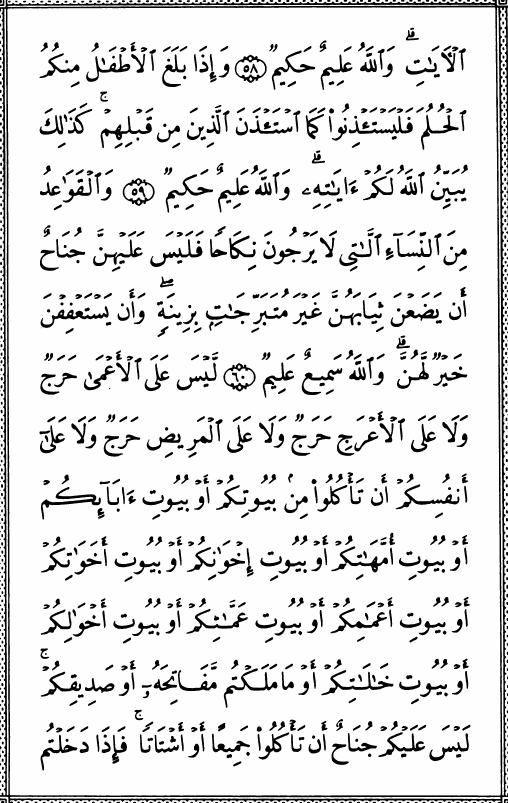 ٱلْـَٔايَٰتِۗ وَٱللَّهُ عَلِيمٌ حَكِيمٌ ۝٥٨ وَإِذَا بَلَغَ ٱلْأَطْفَٰلُ مِنكُمُ
ٱلْحُلُمَ فَلْيَسْتَـْٔذِنُوا۟ كَمَا ٱسْتَـْٔذَنَ ٱلَّذِينَ مِن قَبْلِهِمْۚ كَذَٰلِكَ
يُبَيِّنُ ٱللَّهُ لَكُمْ ءَايَٰتِهِۦۗ وَٱللَّهُ عَلِيمٌ حَكِيمٌ ۝٥٩ وَٱلْقَوَٰعِدُ
مِنَ ٱلنِّسَآءِ ٱلَّٰتِى لَا يَرْجُونَ نِكَاحًا فَلَيْسَ عَلَيْهِنَّ جُنَاحٌ
أَن يَضَعْنَ ثِيَابَهُنَّ غَيْرَ مُتَبَرِّجَٰتٍۭ بِزِينَةٍۖ وَأَن يَسْتَعْفِفْنَ
خَيْرٌ لَّهُنَّۗ وَٱللَّهُ سَمِيعٌ عَلِيمٌ ۝٦٠ لَّيْسَ عَلَى ٱلْأَعْمَىٰ حَرَجٌ
وَلَا عَلَى ٱلْأَعْرَجِ حَرَجٌ وَلَا عَلَى ٱلْمَرِيضِ حَرَجٌ وَلَا عَلَىٰٓ
أَنفُسِكُمْ أَن تَأْكُلُوا۟ مِنۢ بُيُوتِكُمْ أَوْ بُيُوتِ ءَابَآئِكُمْ
أَوْ بُيُوتِ أُمَّهَٰتِكُمْ أَوْ بُيُوتِ إِخْوَٰنِكُمْ أَوْ بُيُوتِ أَخَوَٰتِكُمْ
أَوْ بُيُوتِ أَعْمَٰمِكُمْ أَوْ بُيُوتِ عَمَّٰتِكُمْ أَوْ بُيُوتِ أَخْوَٰلِكُمْ
أَوْ بُيُوتِ خَٰلَٰتِكُمْ أَوْ مَا مَلَكْتُم مَّفَاتِحَهُۥٓ أَوْ صَدِيقِكُمْۚ
لَيْسَ عَلَيْكُمْ جُنَاحٌ أَن تَأْكُلُوا۟ جَمِيعًا أَوْ أَشْتَاتًاۚ فَإِذَا دَخَلْتُم